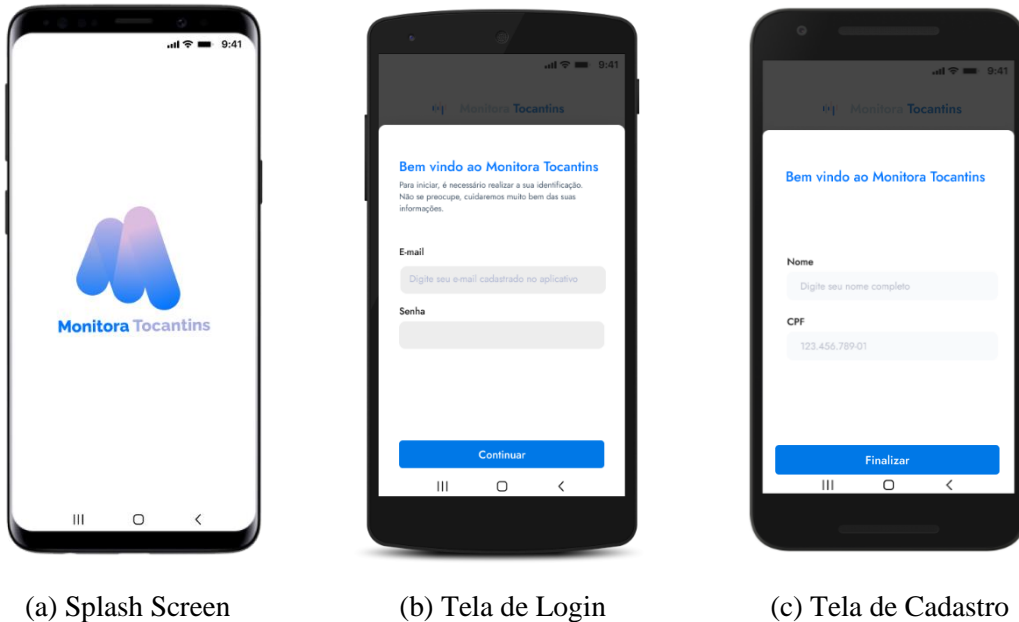 9:41
Monitora Tocantins
9:41
Monitora Tocantins
Bem vindo ao Monitora Tocantins
Para iniciar, é necessário realizar a sua identificação.
Não se preocupe, cuidaremos muito bem das suas
informações.
E-mail
Digite seu e-mail cadastrado no aplicativo
Senha
Continuar
9:41
Monitora Tocantins
Bem vindo ao Monitora Tocantins
Nome
Digite seu nome completo
CPF
123.456.789-01
Finalizar
(a) Splash Screen
(b) Tela de Login
(c) Tela de Cadastro